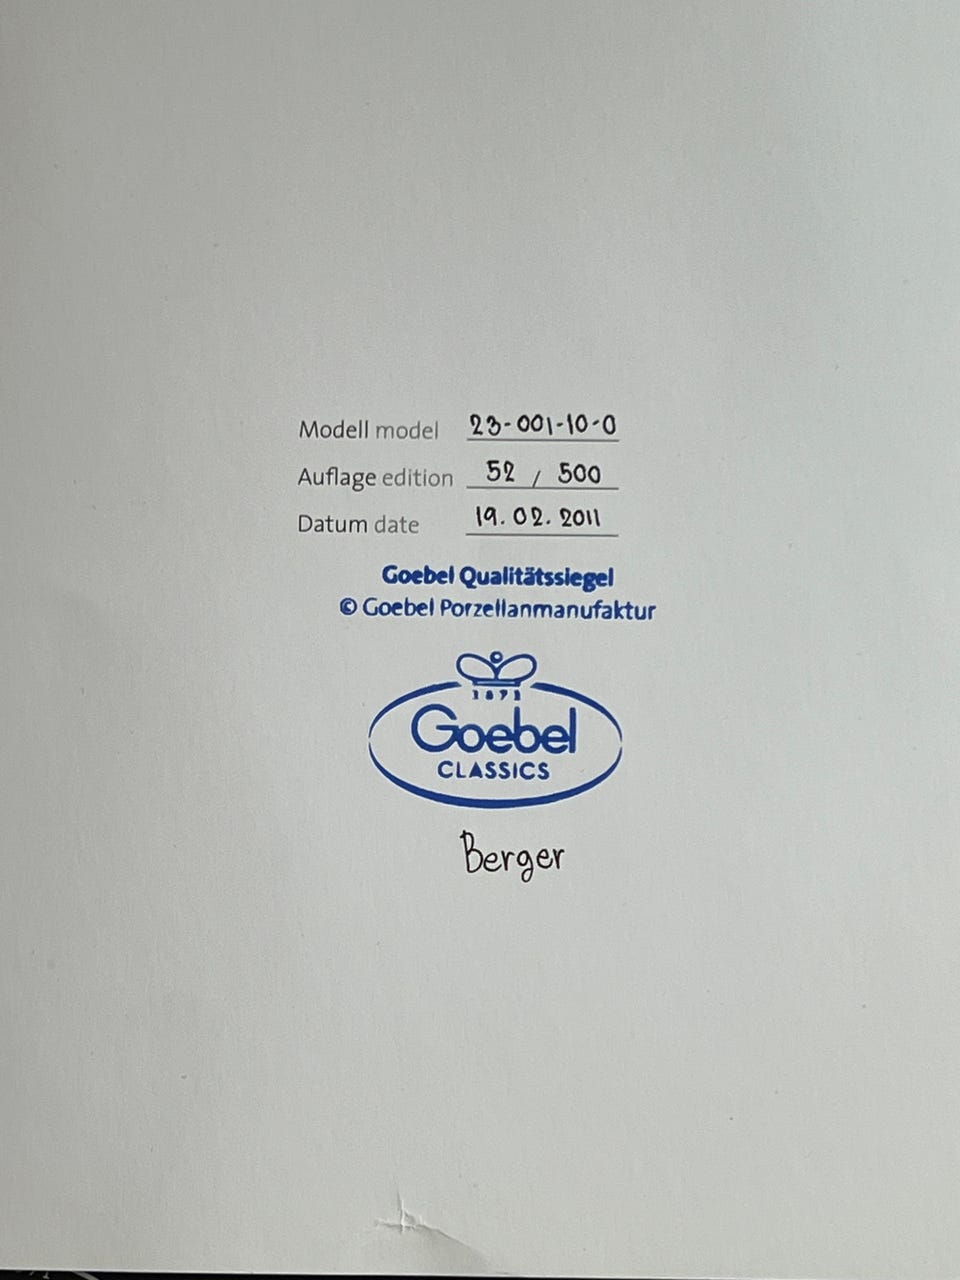 Modell model 23-001-10-0
Auflage edition 52 / 500
Datum date 19.02.2011
Goebel Qualitätssiegel
© Goebel Porzellanmanufaktur
1871
Goebel
CLASSICS
Berger